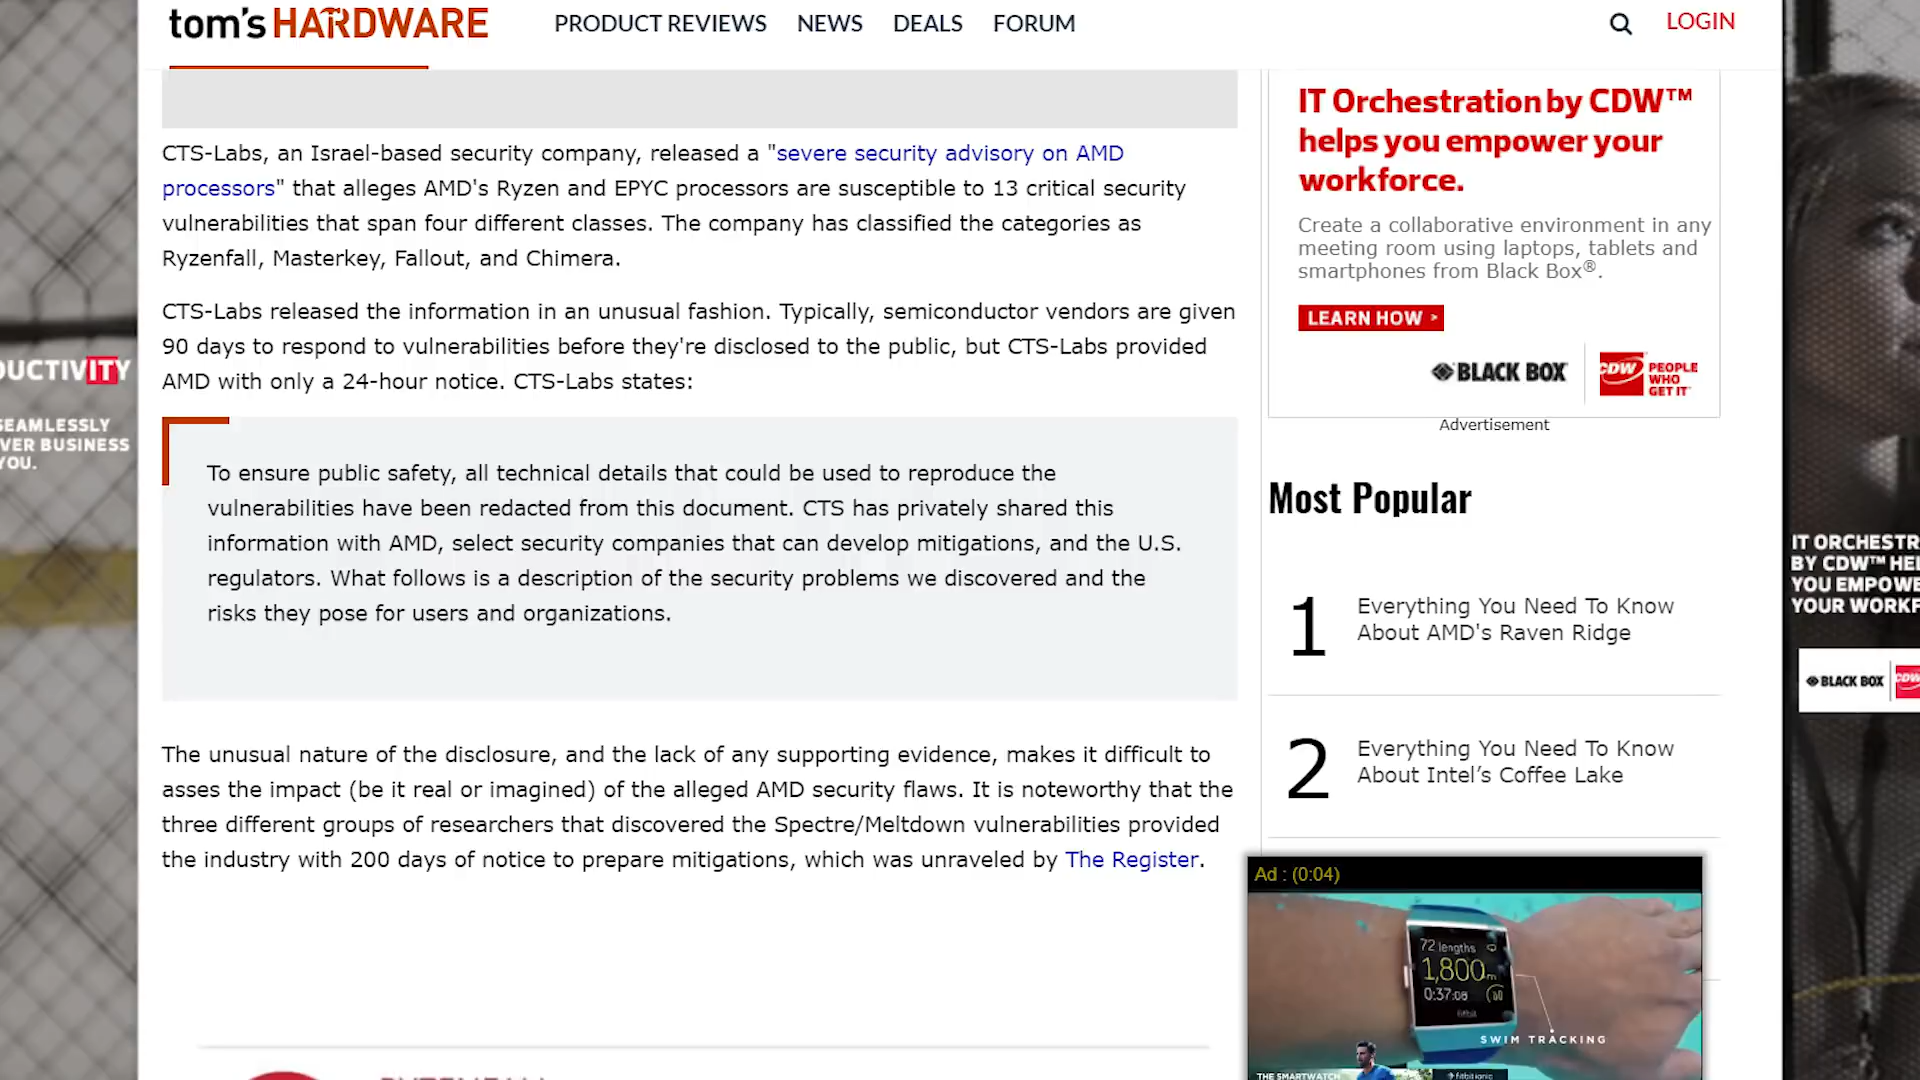 tom's HARDWARE
PRODUCT REVIEWS NEWS DEALS FORUM
LOGIN
CTS-Labs, an Israel-based security company, released a "severe security advisory on AMD
processors" that alleges AMD's Ryzen and EPYC processors are susceptible to 13 critical security
vulnerabilities that span four different classes. The company has classified the categories as
Ryzenfall, Masterkey, Fallout, and Chimera.
CTS-Labs released the information in an unusual fashion. Typically, semiconductor vendors are given
90 days to respond to vulnerabilities before they're disclosed to the public, but CTS-Labs provided
AMD with only a 24-hour notice. CTS-Labs states:
To ensure public safety, all technical details that could be used to reproduce the
vulnerabilities have been redacted from this document. CTS has privately shared this
information with AMD, select security companies that can develop mitigations, and the U.S.
regulators. What follows is a description of the security problems we discovered and the
risks they pose for users and organizations.
The unusual nature of the disclosure, and the lack of any supporting evidence, makes it difficult to
asses the impact (be it real or imagined) of the alleged AMD security flaws. It is noteworthy that the
three different groups of researchers that discovered the Spectre/Meltdown vulnerabilities provided
the industry with 200 days of notice to prepare mitigations, which was unraveled by The Register.
IT Orchestration by CDW™
helps you empower your
workforce.
Create a collaborative environment in any
meeting room using laptops, tablets and
smartphones from Black Box®.
LEARN HOW >
BLACK BOX
CDW PEOPLE
WHO
GET IT
Advertisement
Most Popular
1 Everything You Need To Know
About AMD's Raven Ridge
2 Everything You Need To Know
About Intel's Coffee Lake
Ad : (0:04)
72 lengths
1,800m
0:37:08
fitbit
SWIM TRACKING
THE SMARTWATCH
fitbit ionic
UCTIVITY
SEAMLESSLY
VER BUSINESS
YOU.
IT ORCHESTR
BY CDW™ HEL
YOU EMPOWE
YOUR WORKF
BLACK BOX CDW